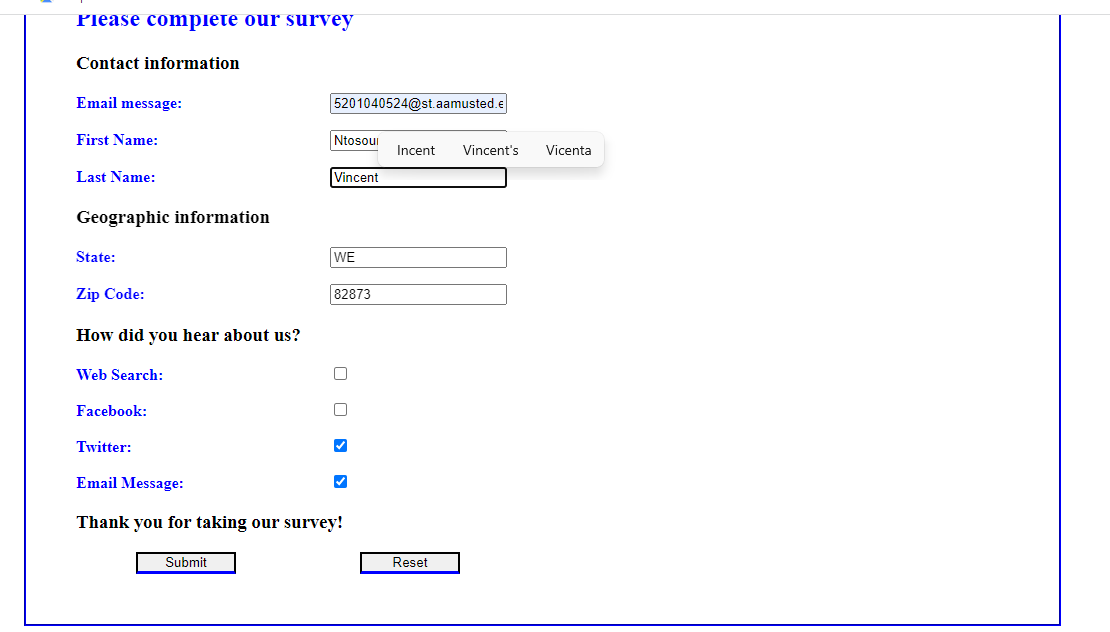 Please complete our survey
Contact information
Email message: 5201040524@st.aamusted.e
First Name: Ntosour
Incent Vincent's Vicenta
Last Name: Vincent
Geographic information
State: WE
Zip Code: 82873
How did you hear about us?
Web Search:
Facebook:
Twitter:
Email Message:
Thank you for taking our survey!
Submit Reset